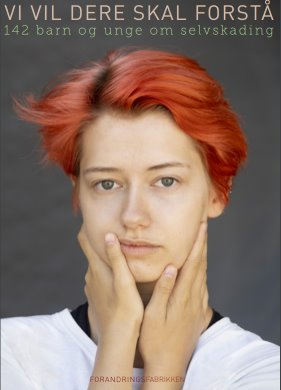 VI VIL DERE SKAL FORSTÅ
142 barn og unge om selvskading
FORANDRINGSFABRIKKEN